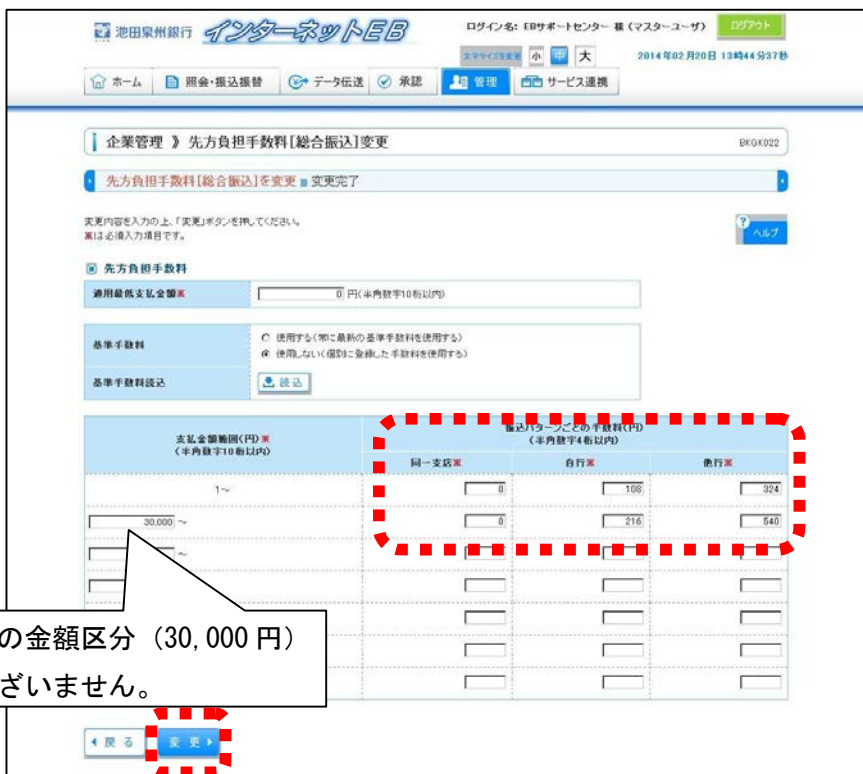 池田泉州銀行 インターネットEB
ログイン名: EBサポートセンター 様 (マスターユーザ) ログアウト
文字サイズを変更 小 中 大 2014年02月20日 13時44分37秒
ホーム 照会・振込振替 データ伝送 承認 管理 サービス連携
企業管理 》 先方負担手数料[総合振込]変更 BKGK022
先方負担手数料[総合振込]を変更 変更完了
変更内容を入力の上、「変更」ボタンを押してください。
※は必須入力項目です。
? ヘルプ
先方負担手数料
適用最低支払金額※ 0 円(半角数字10桁以内)
基準手数料 使用する(常に最新の基準手数料を使用する)
使用しない(個別に登録した手数料を使用する)
基準手数料読込 読込
支払金額範囲(円)※
(半角数字10桁以内)
振込パターンごとの手数料(円)
(半角数字4桁以内)
同一支店※ 自行※ 他行※
1~ 0 108 324
30,000 ~ 0 216 540
~
の金額区分(30,000円)
ざいません。
戻る 変更